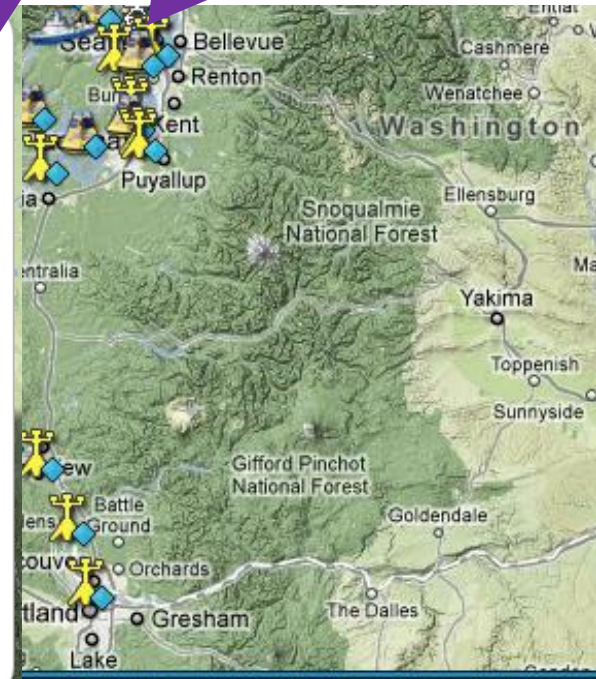 Entiat
Bellevue
Cashmere
Renton
Wenatchee
Kent
Washington
Puyallup
Ellensburg
Snoqualmie
National Forest
Yakima
Toppenish
Sunnyside
Gifford Pinchot
National Forest
Battle
Ground
Goldendale
Orchards
The Dalles
Gresham
Lake